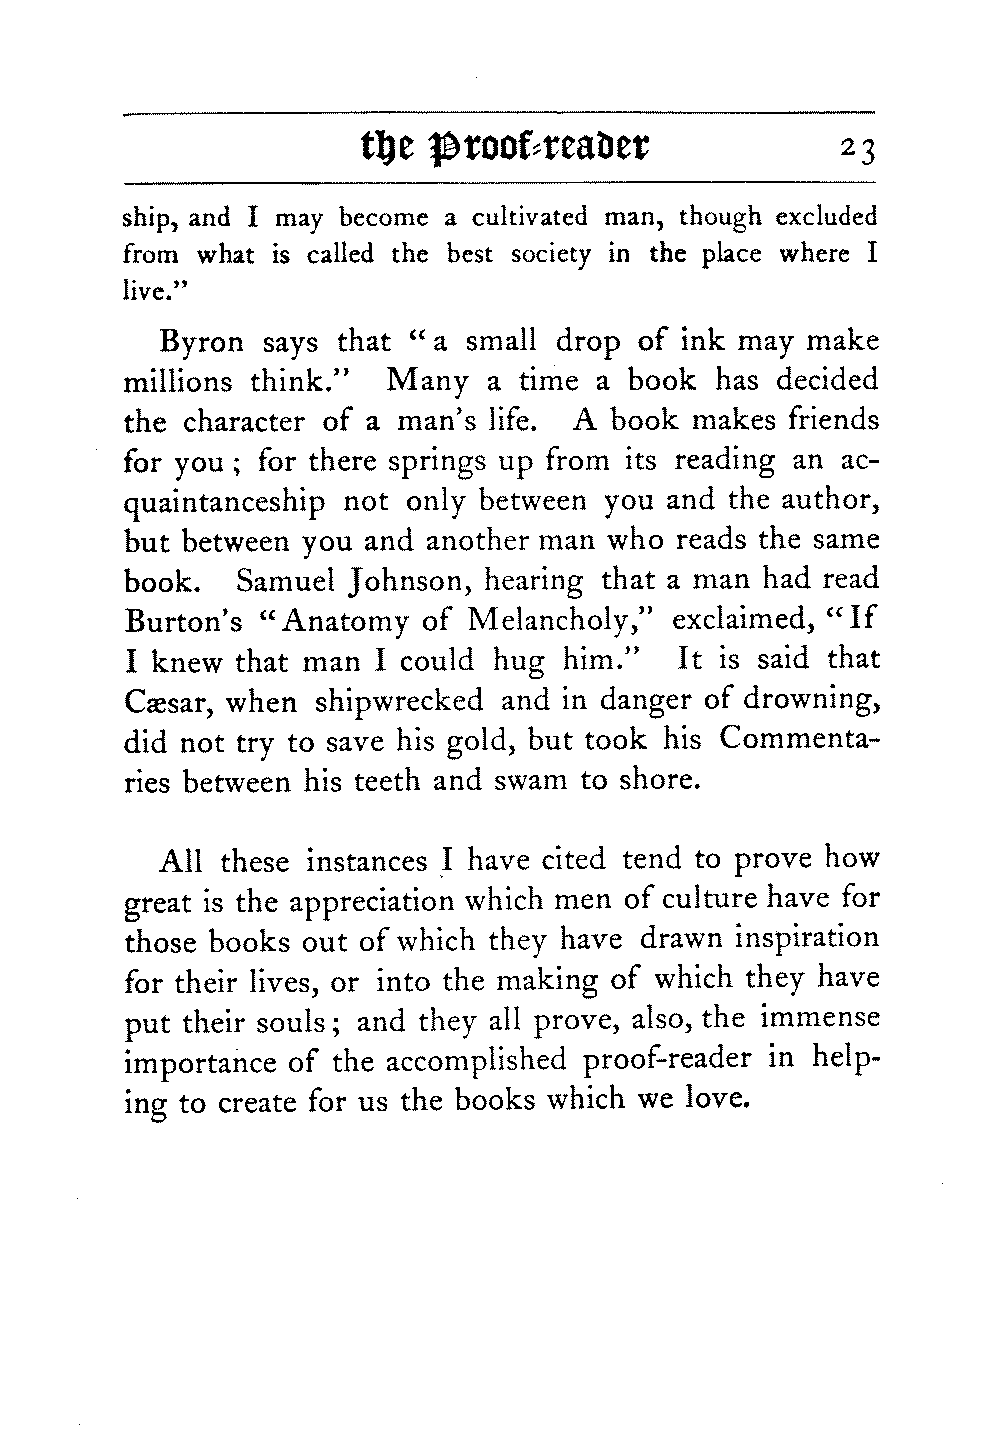 the Proof-reader 23
ship, and I may become a cultivated man, though excluded
from what is called the best society in the place where I
live.”
Byron says that “a small drop of ink may make
millions think.” Many a time a book has decided
the character of a man’s life. A book makes friends
for you; for there springs up from its reading an ac-
quaintanceship not only between you and the author,
but between you and another man who reads the same
book. Samuel Johnson, hearing that a man had read
Burton’s “Anatomy of Melancholy,” exclaimed, “If
I knew that man I could hug him.” It is said that
Cæsar, when shipwrecked and in danger of drowning,
did not try to save his gold, but took his Commenta-
ries between his teeth and swam to shore.
All these instances I have cited tend to prove how
great is the appreciation which men of culture have for
those books out of which they have drawn inspiration
for their lives, or into the making of which they have
put their souls; and they all prove, also, the immense
importance of the accomplished proof-reader in help-
ing to create for us the books which we love.